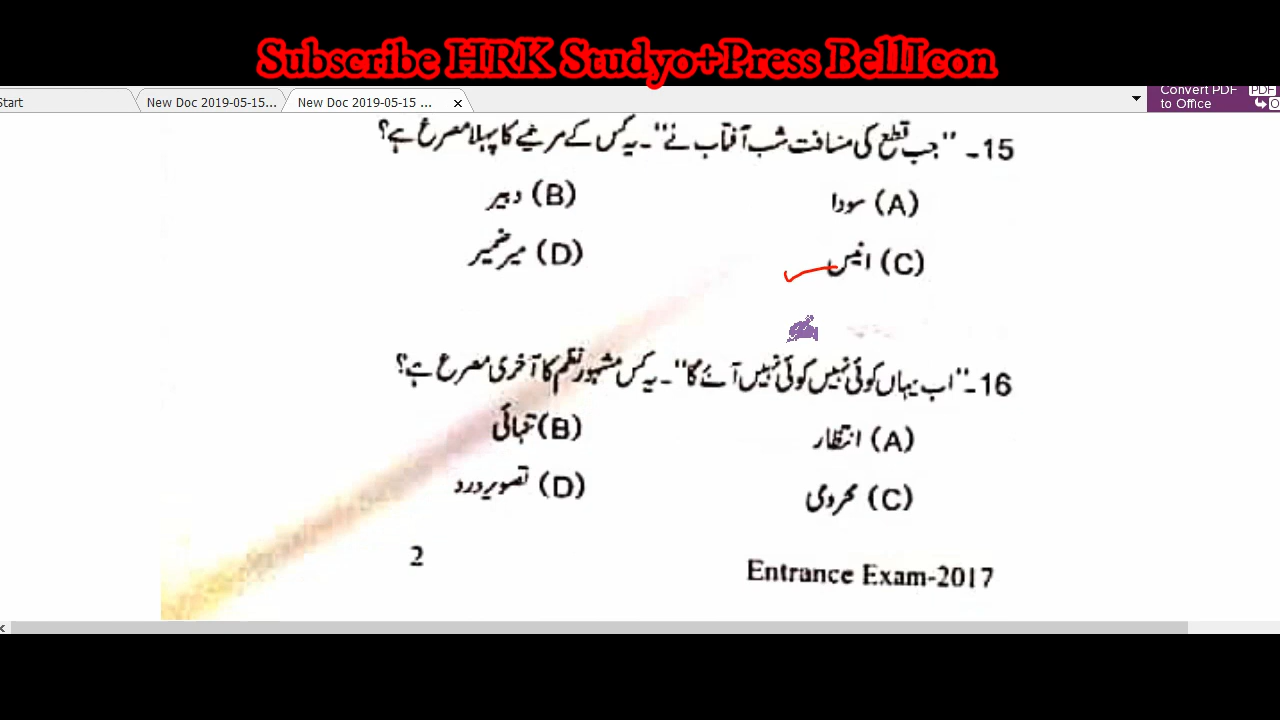 Subscribe HRK Studyo+Press BellIcon
Start
New Doc 2019-05-15...
New Doc 2019-05-15 ...
x
Convert PDF to Office
PDF
15۔ "جب قطع کی مسافت شب آفتاب نے"۔ یہ کس کے مرثیے کا پہلا مصرع ہے؟
(A) سودا (B) دبیر
(C) انیس (D) میر ضمیر
16۔ "اب یہاں کوئی نہیں کوئی نہیں آئے گا"۔ یہ کس مشہور نظم کا آخری مصرع ہے؟
(A) انتظار (B) تنہائی
(C) محرومی (D) تصویر درد
2
Entrance Exam-2017